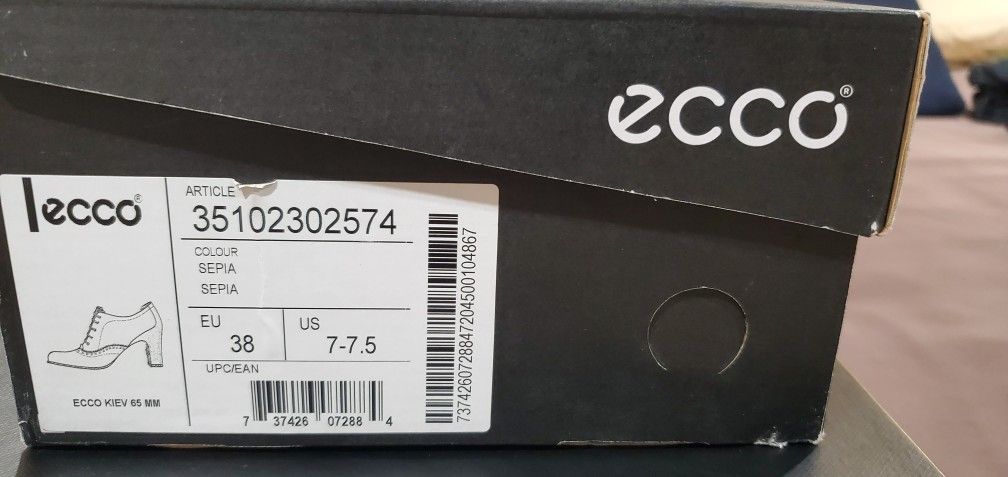 ecco®
ecco®
ARTICLE
35102302574
COLOUR
SEPIA
SEPIA
EU
38
US
7-7.5
UPC/EAN
7 37426 07288 4
ECCO KIEV 65 MM
7374260728847204500104867